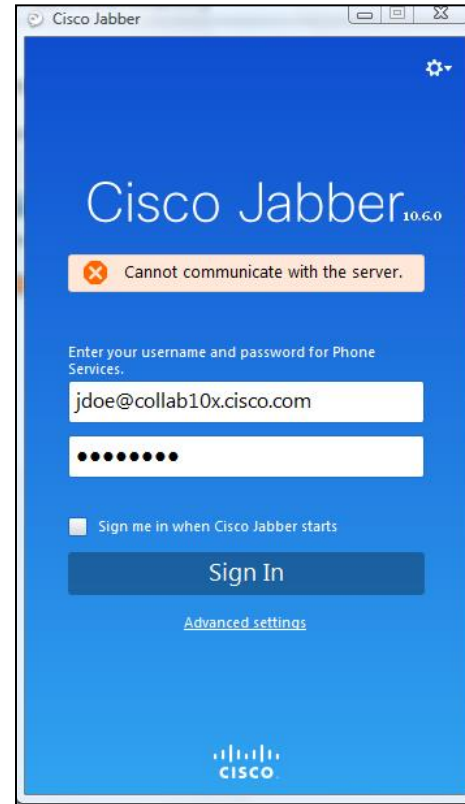 Cisco Jabber
Cisco Jabber 10.6.0
Cannot communicate with the server.
Enter your username and password for Phone
Services.
jdoe@collab10x.cisco.com
●●●●●●●●
Sign me in when Cisco Jabber starts
Sign In
Advanced settings
CISCO